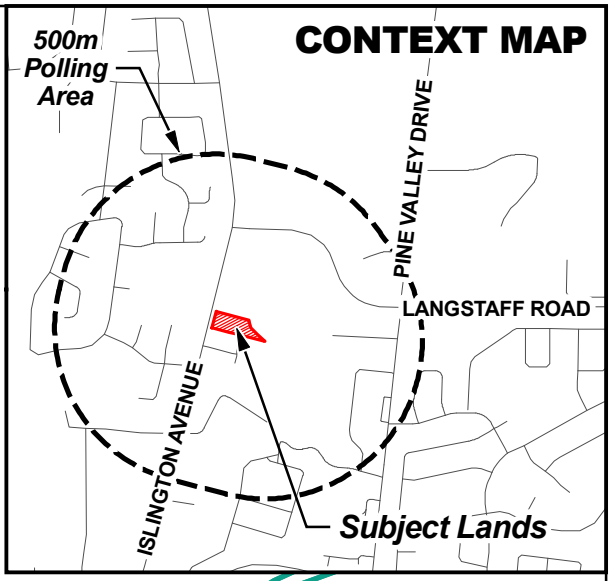 CONTEXT MAP
500m
Polling
Area
PINE VALLEY DRIVE
LANGSTAFF ROAD
ISLINGTON AVENUE
Subject Lands